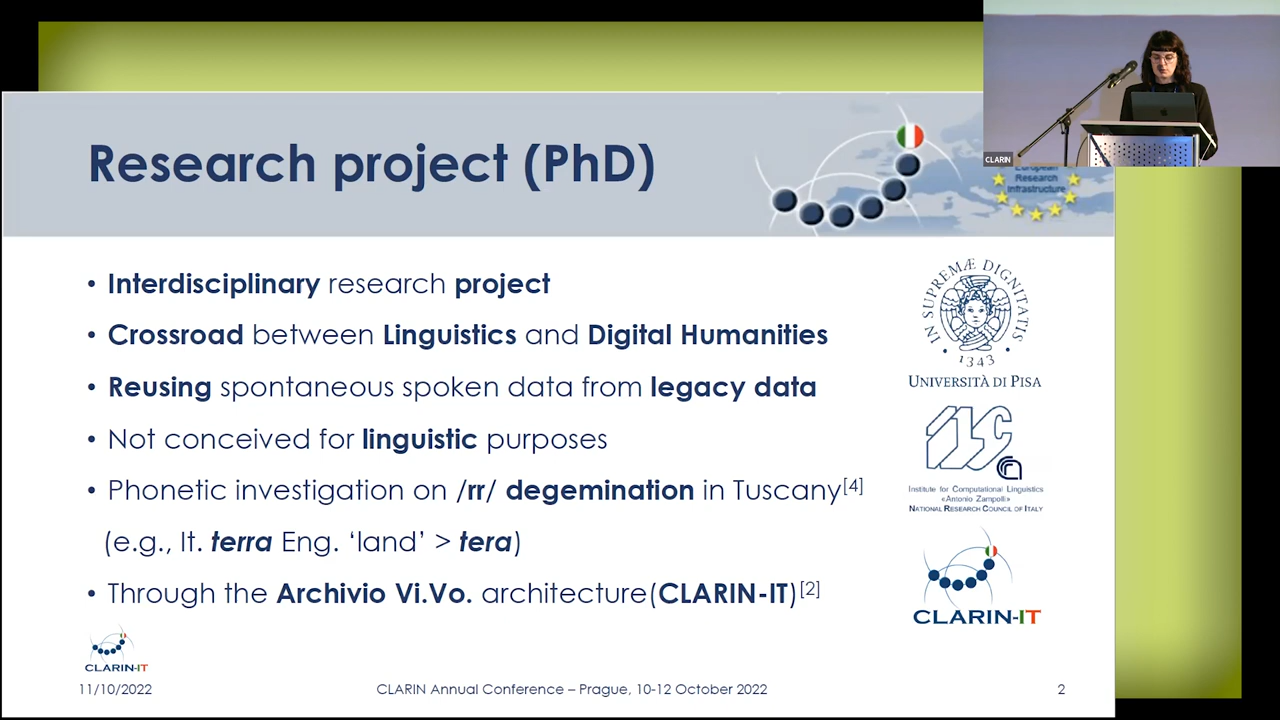 Research project (PhD)
CLARIN
European
Research
Infrastructure
• Interdisciplinary research project
• Crossroad between Linguistics and Digital Humanities
• Reusing spontaneous spoken data from legacy data
• Not conceived for linguistic purposes
• Phonetic investigation on /rr/ degemination in Tuscany[4]
(e.g., It. terra Eng. ‘land’ > tera)
• Through the Archivio Vi.Vo. architecture(CLARIN-IT)[2]
IN SUPREMÆ DIGNITATIS
• 1343 •
UNIVERSITÀ DI PISA
ILC
Institute for Computational Linguistics
«Antonio Zampolli»
NATIONAL RESEARCH COUNCIL OF ITALY
CLARIN-IT
CLARIN-IT
11/10/2022
CLARIN Annual Conference – Prague, 10-12 October 2022
2